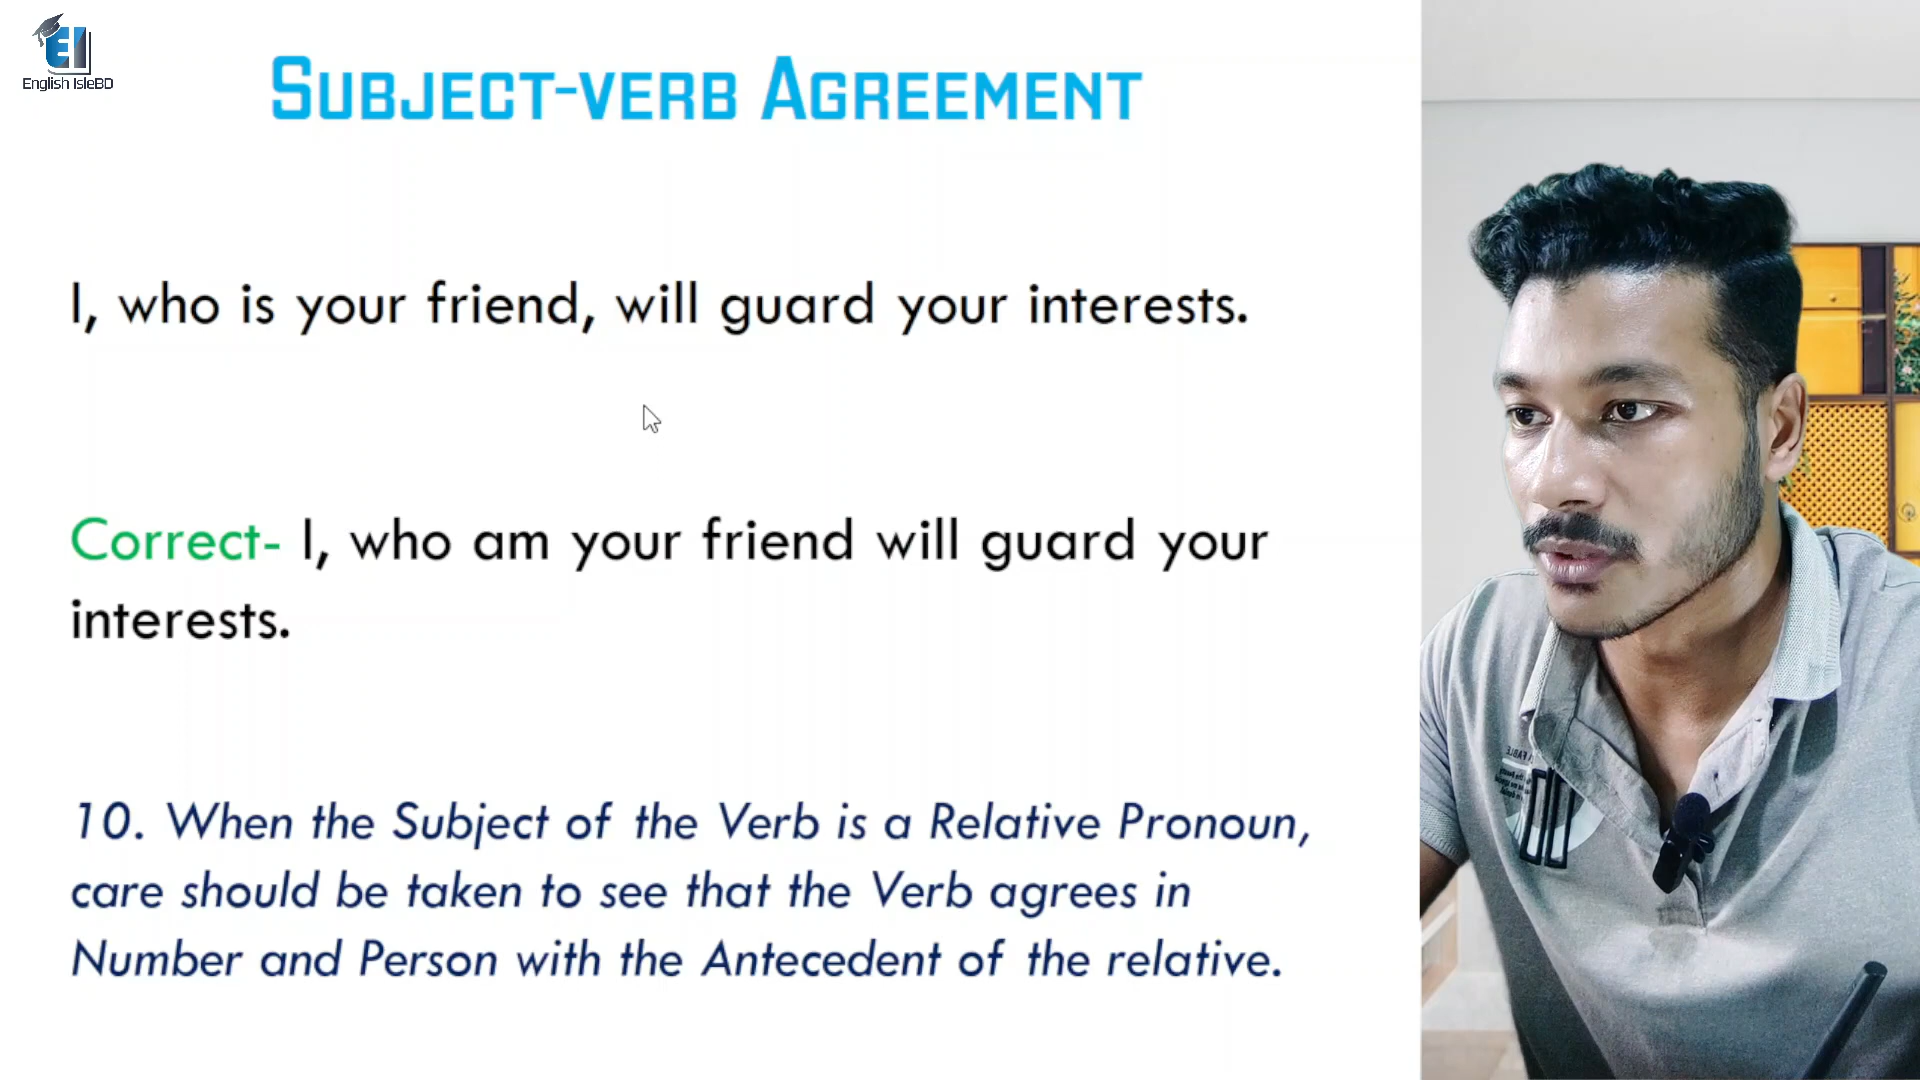 EI
English IsleBD
Subject-verb Agreement
I, who is your friend, will guard your interests.
Correct- I, who am your friend will guard your
interests.
10. When the Subject of the Verb is a Relative Pronoun,
care should be taken to see that the Verb agrees in
Number and Person with the Antecedent of the relative.